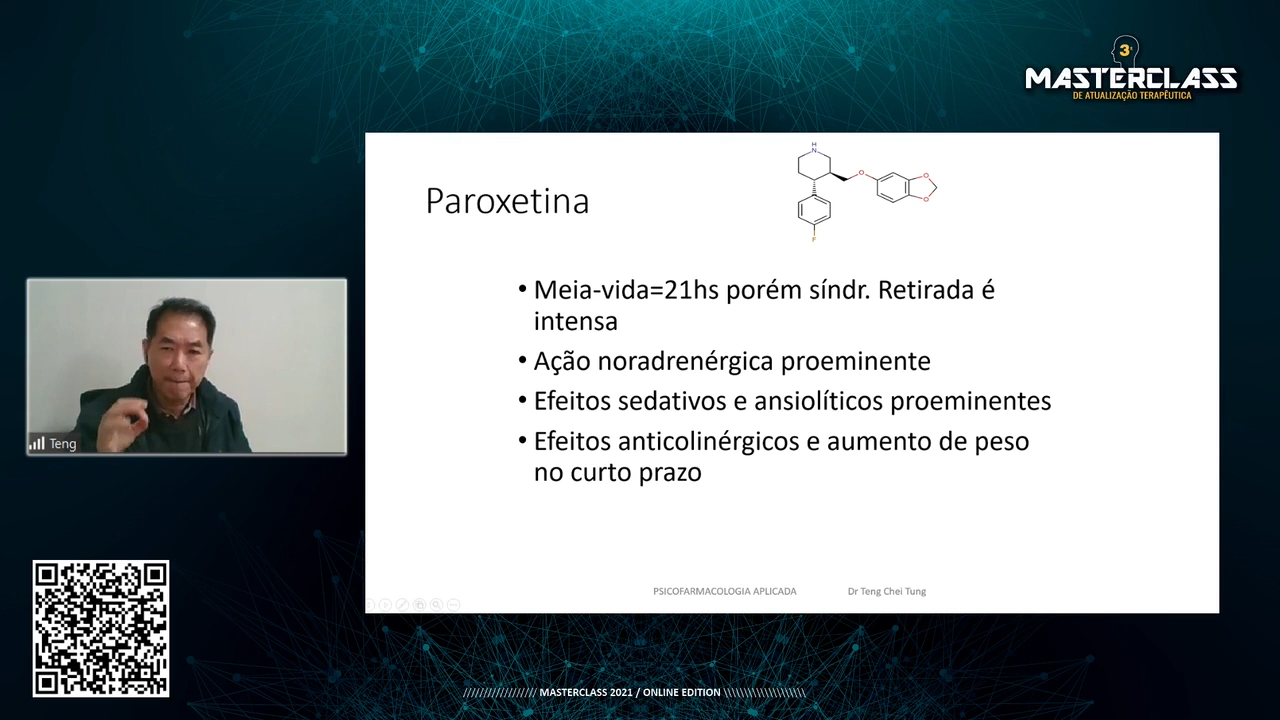 3ª
MASTERCLASS
DE ATUALIZAÇÃO TERAPÊUTICA
H
N
O
O
O
F
Paroxetina
• Meia-vida=21hs porém síndr. Retirada é
intensa
• Ação noradrenérgica proeminente
• Efeitos sedativos e ansiolíticos proeminentes
• Efeitos anticolinérgicos e aumento de peso
no curto prazo
Teng
PSICOFARMACOLOGIA APLICADA
Dr Teng Chei Tung
/////////////////// MASTERCLASS 2021 / ONLINE EDITION \\\\\\\\\\\\\\\\\\\\